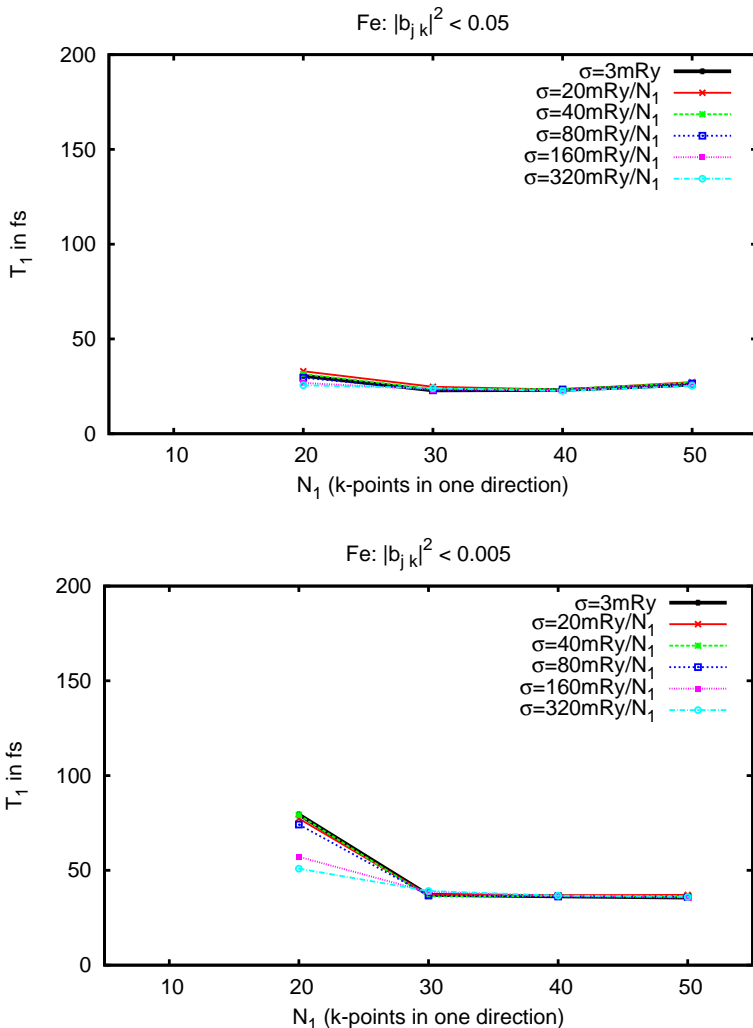 Fe: |b_{j k}|^2 < 0.05
200
150
100
50
0
T_1 in fs
σ=3mRy
σ=20mRy/N_1
σ=40mRy/N_1
σ=80mRy/N_1
σ=160mRy/N_1
σ=320mRy/N_1
10 20 30 40 50
N_1 (k-points in one direction)
Fe: |b_{j k}|^2 < 0.005
200
150
100
50
0
T_1 in fs
σ=3mRy
σ=20mRy/N_1
σ=40mRy/N_1
σ=80mRy/N_1
σ=160mRy/N_1
σ=320mRy/N_1
10 20 30 40 50
N_1 (k-points in one direction)